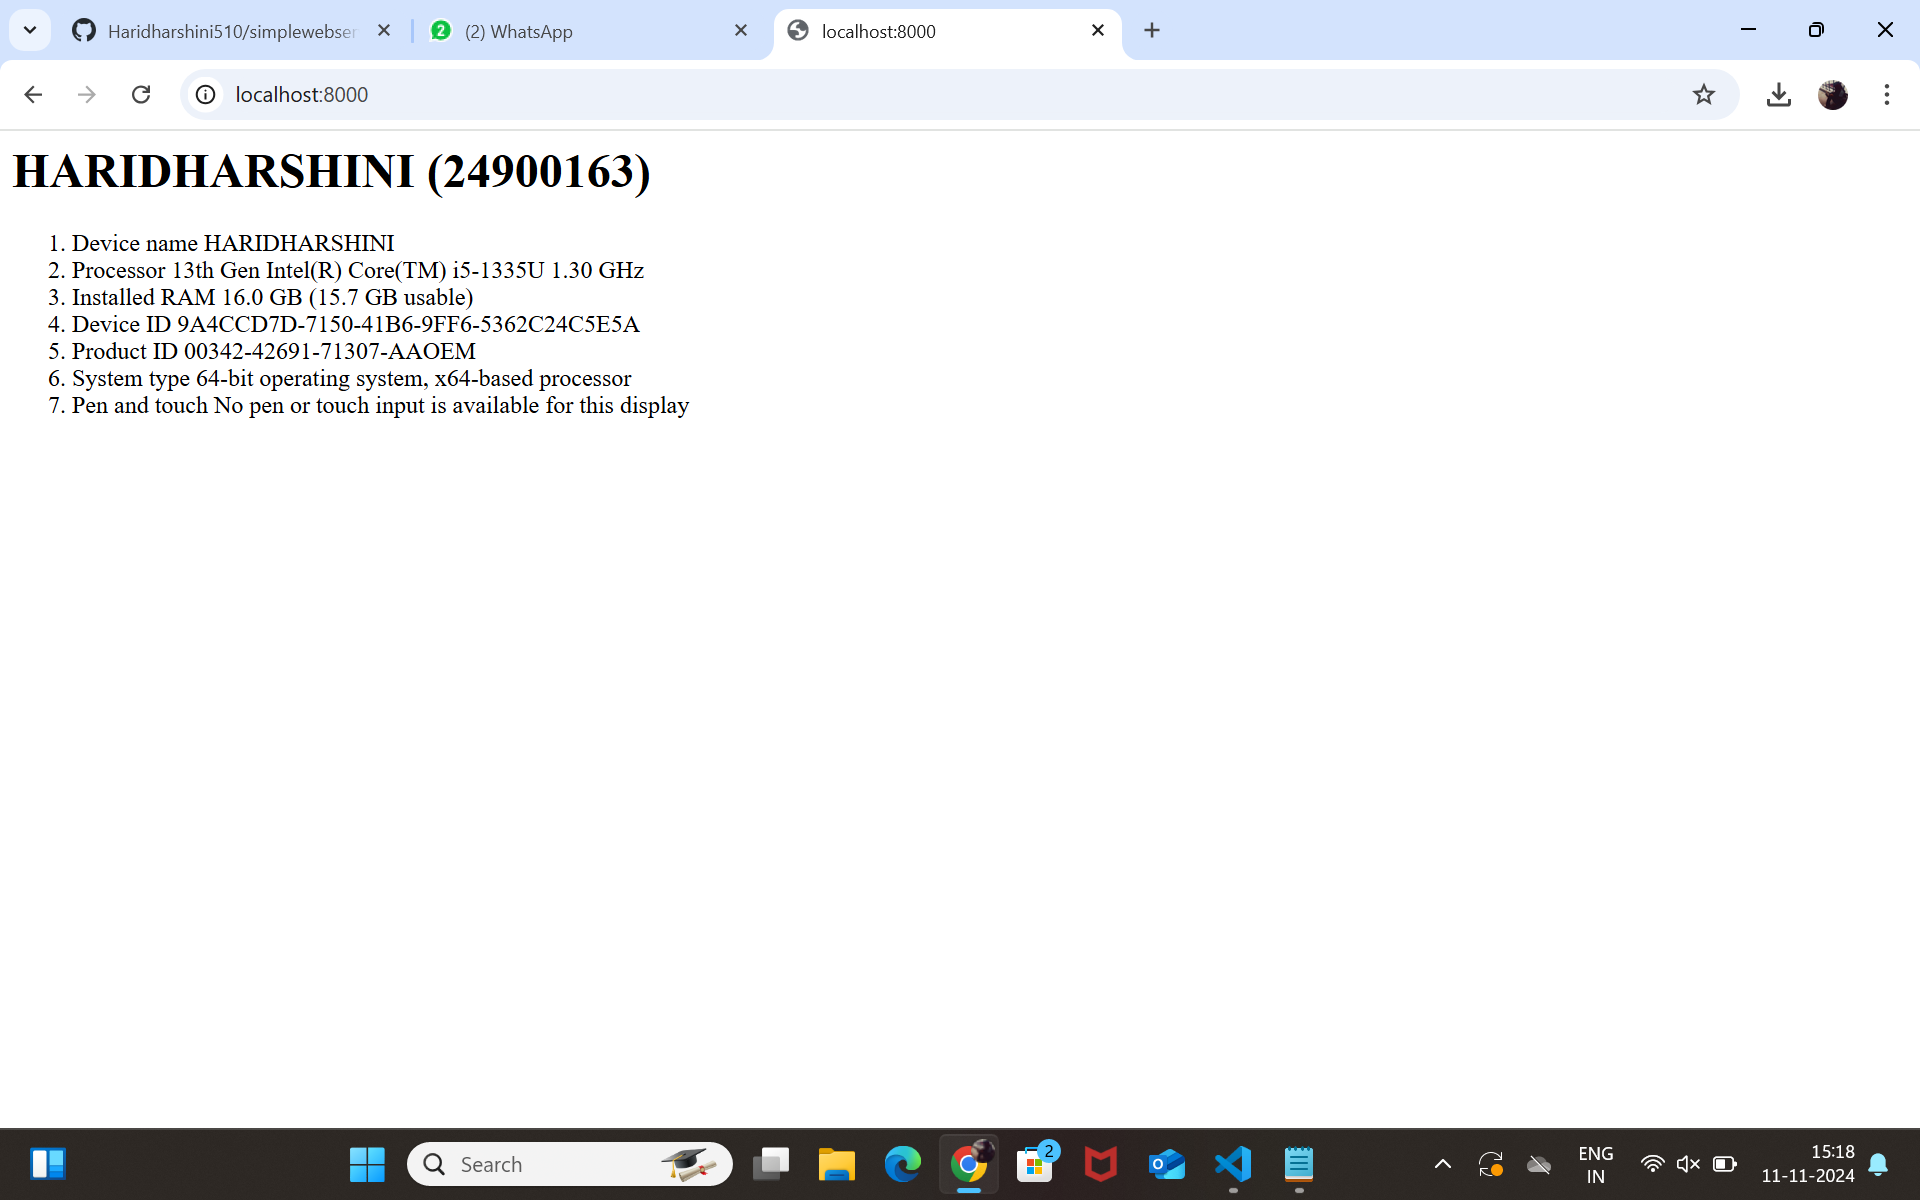 Haridharshini510/simplewebser
(2) WhatsApp
localhost:8000
localhost:8000
HARIDHARSHINI (24900163)
1. Device name HARIDHARSHINI
2. Processor 13th Gen Intel(R) Core(TM) i5-1335U 1.30 GHz
3. Installed RAM 16.0 GB (15.7 GB usable)
4. Device ID 9A4CCD7D-7150-41B6-9FF6-5362C24C5E5A
5. Product ID 00342-42691-71307-AAOEM
6. System type 64-bit operating system, x64-based processor
7. Pen and touch No pen or touch input is available for this display
Search
2
ENG
IN
15:18
11-11-2024